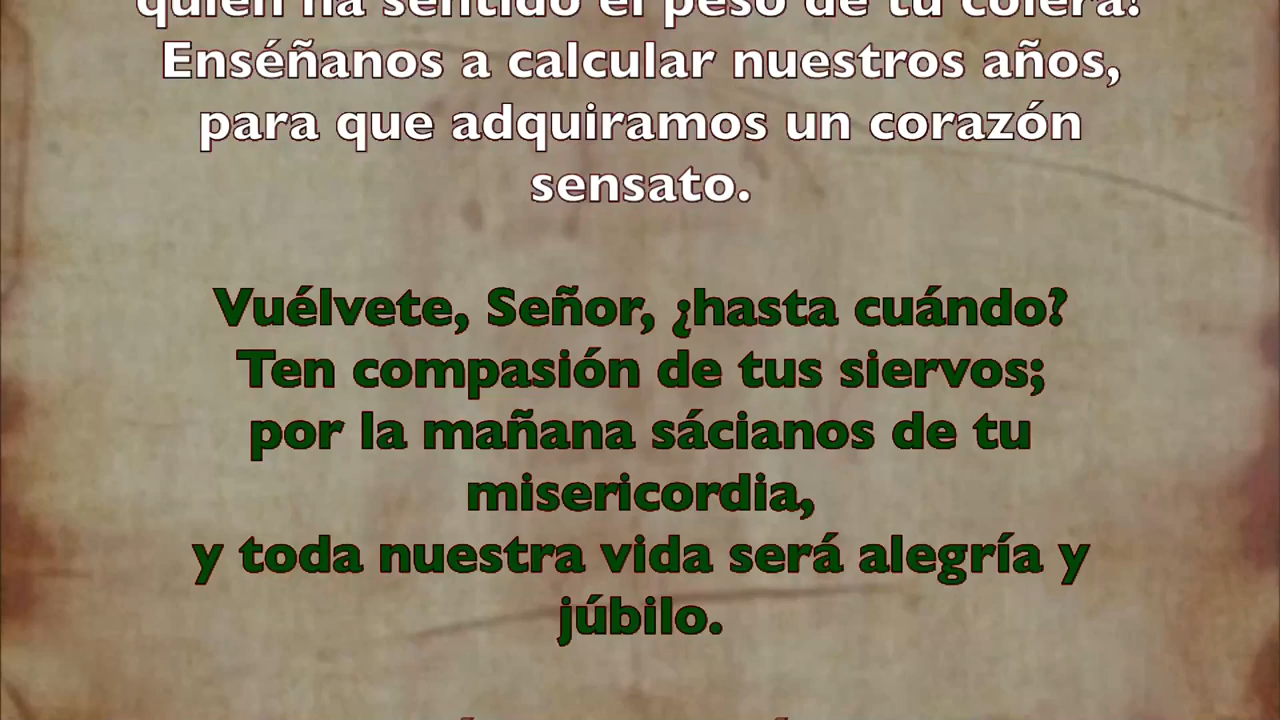 quien ha sentido el peso de tu cólera!
Enséñanos a calcular nuestros años,
para que adquiramos un corazón
sensato.
Vuélvete, Señor, ¿hasta cuándo?
Ten compasión de tus siervos;
por la mañana sácianos de tu
misericordia,
y toda nuestra vida será alegría y
júbilo.